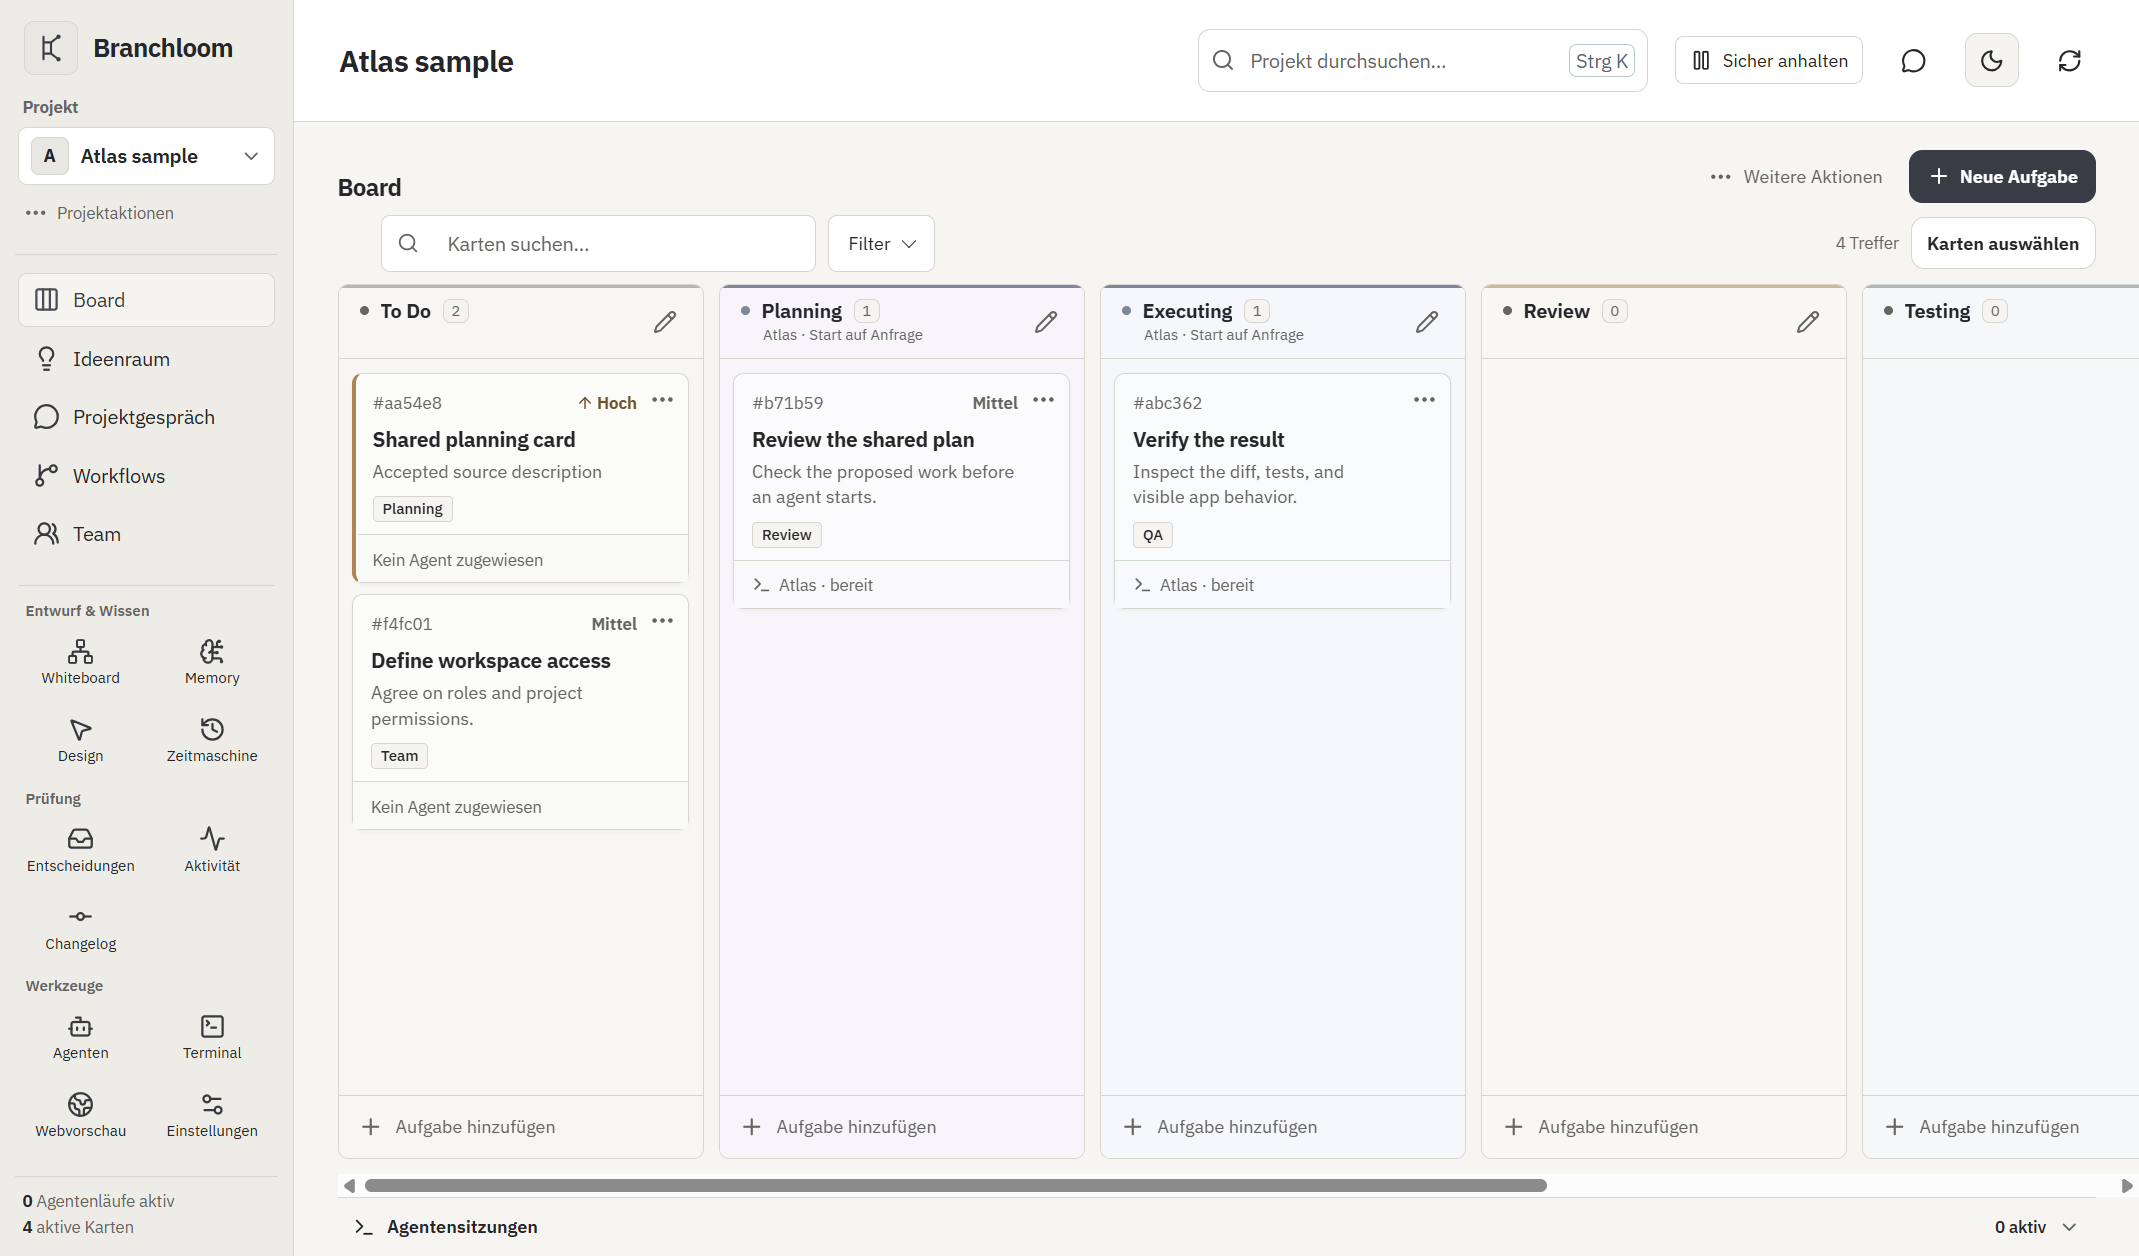 Branchloom
Projekt
A Atlas sample
Projektaktionen
Board
Ideenraum
Projektgespräch
Workflows
Team
Entwurf & Wissen
Whiteboard Memory
Design Zeitmaschine
Prüfung
Entscheidungen Aktivität
Changelog
Werkzeuge
Agenten Terminal
Webvorschau Einstellungen
0 Agentenläufe aktiv
4 aktive Karten
Atlas sample
Projekt durchsuchen... Strg K
Sicher anhalten
Board
Weitere Aktionen
Neue Aufgabe
Karten suchen...
Filter
4 Treffer
Karten auswählen
To Do 2
#aa54e8 Hoch
Shared planning card
Accepted source description
Planning
Kein Agent zugewiesen
#f4fc01 Mittel
Define workspace access
Agree on roles and project
permissions.
Team
Kein Agent zugewiesen
Aufgabe hinzufügen
Planning 1
Atlas · Start auf Anfrage
#b71b59 Mittel
Review the shared plan
Check the proposed work before
an agent starts.
Review
Atlas · bereit
Aufgabe hinzufügen
Executing 1
Atlas · Start auf Anfrage
#abc362
Verify the result
Inspect the diff, tests, and
visible app behavior.
QA
Atlas · bereit
Aufgabe hinzufügen
Review 0
Aufgabe hinzufügen
Testing 0
Aufgabe hinzufügen
Agentensitzungen
0 aktiv